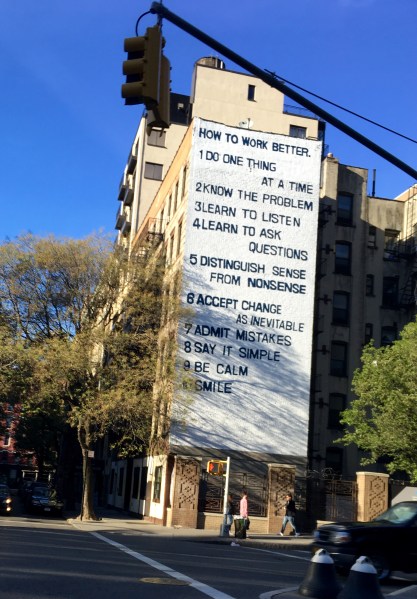 HOW TO WORK BETTER.
1 DO ONE THING
AT A TIME
2 KNOW THE PROBLEM
3 LEARN TO LISTEN
4 LEARN TO ASK
QUESTIONS
5 DISTINGUISH SENSE
FROM NONSENSE
6 ACCEPT CHANGE
AS INEVITABLE
7 ADMIT MISTAKES
8 SAY IT SIMPLE
9 BE CALM
SMILE